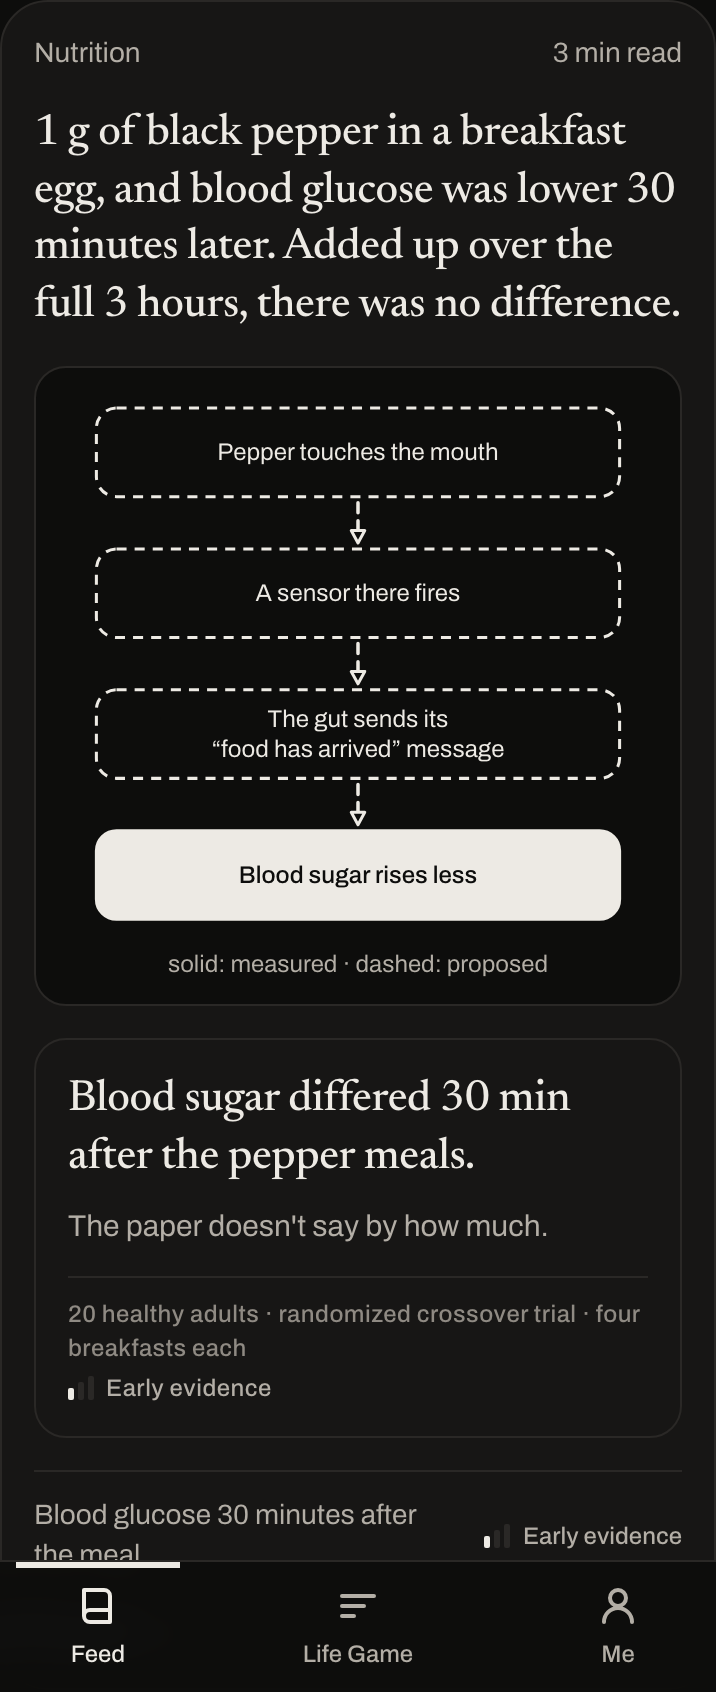 Nutrition
3 min read
1 g of black pepper in a breakfast
egg, and blood glucose was lower 30
minutes later. Added up over the
full 3 hours, there was no difference.
Pepper touches the mouth
A sensor there fires
The gut sends its
“food has arrived” message
Blood sugar rises less
solid: measured · dashed: proposed
Blood sugar differed 30 min
after the pepper meals.
The paper doesn't say by how much.
20 healthy adults · randomized crossover trial · four
breakfasts each
Early evidence
Blood glucose 30 minutes after
the meal
Early evidence
Feed
Life Game
Me